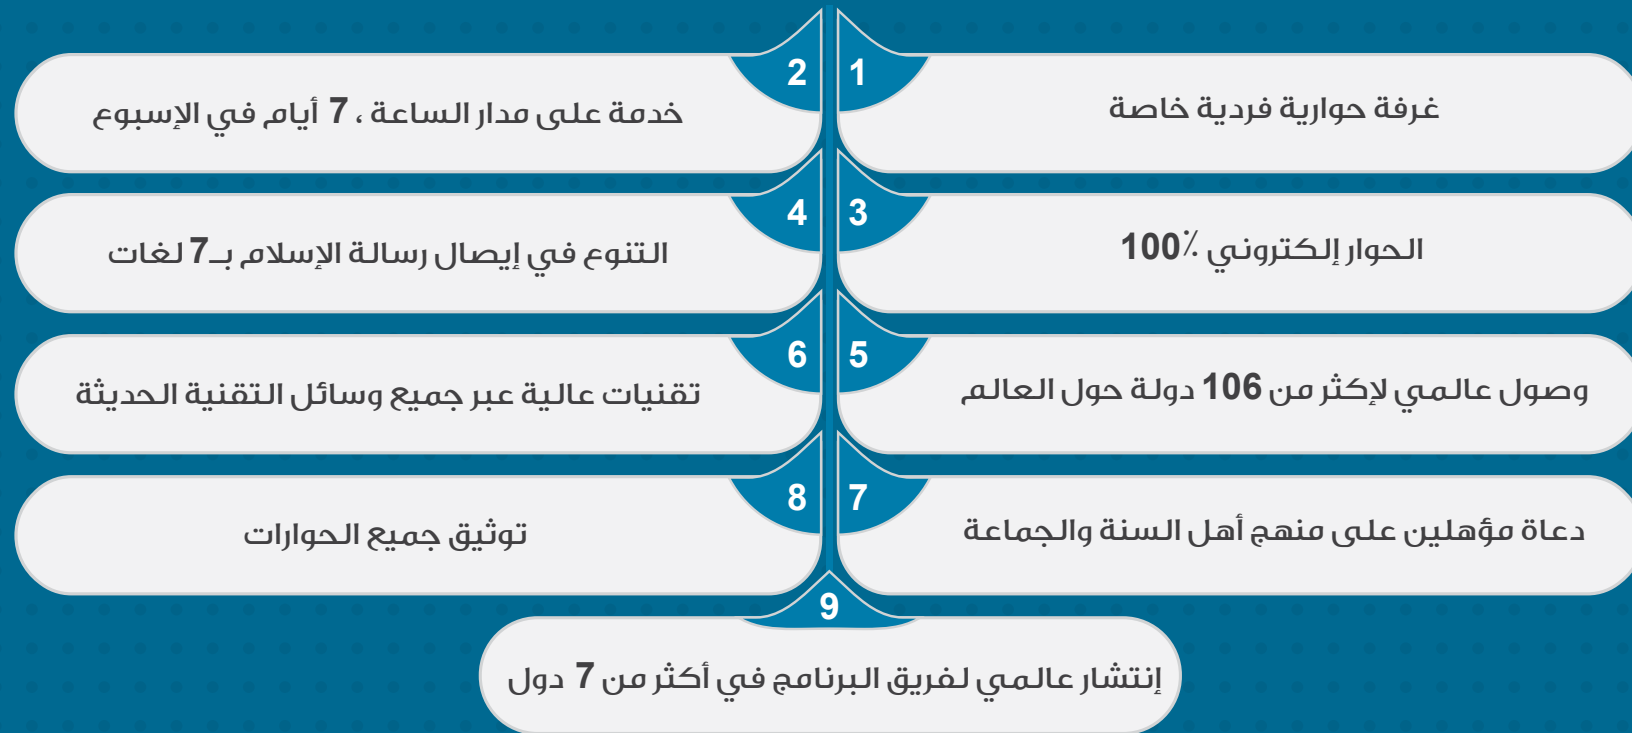 1
غرفة حوارية فردية خاصة
2
خدمة على مدار الساعة ، 7 أيام في الإسبوع
3
الحوار إلكتروني ٪100
4
التنوع في إيصال رسالة الإسلام بـ7 لغات
5
وصول عالمي لإكثر من 106 دولة حول العالم
6
تقنيات عالية عبر جميع وسائل التقنية الحديثة
7
دعاة مؤهلين على منهج أهل السنة والجماعة
8
توثيق جميع الحوارات
9
إنتشار عالمي لفريق البرنامج في أكثر من 7 دول